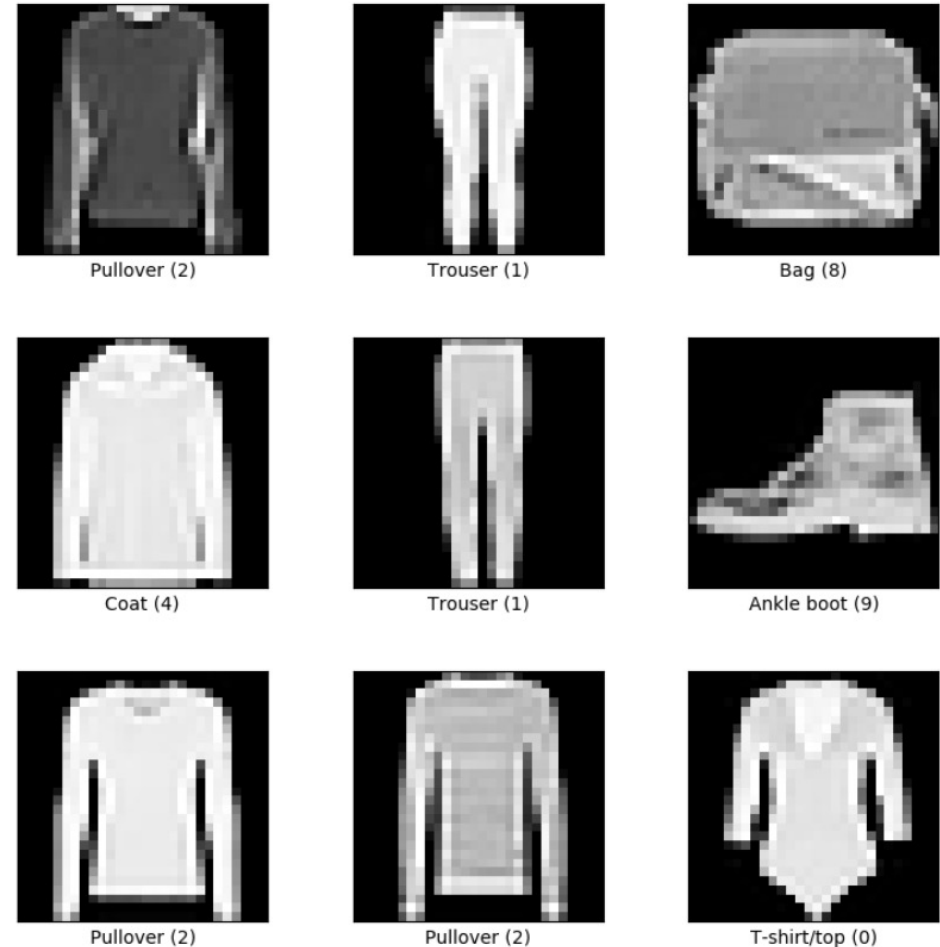 Pullover (2)
Trouser (1)
Bag (8)
Coat (4)
Trouser (1)
Ankle boot (9)
Pullover (2)
Pullover (2)
T-shirt/top (0)